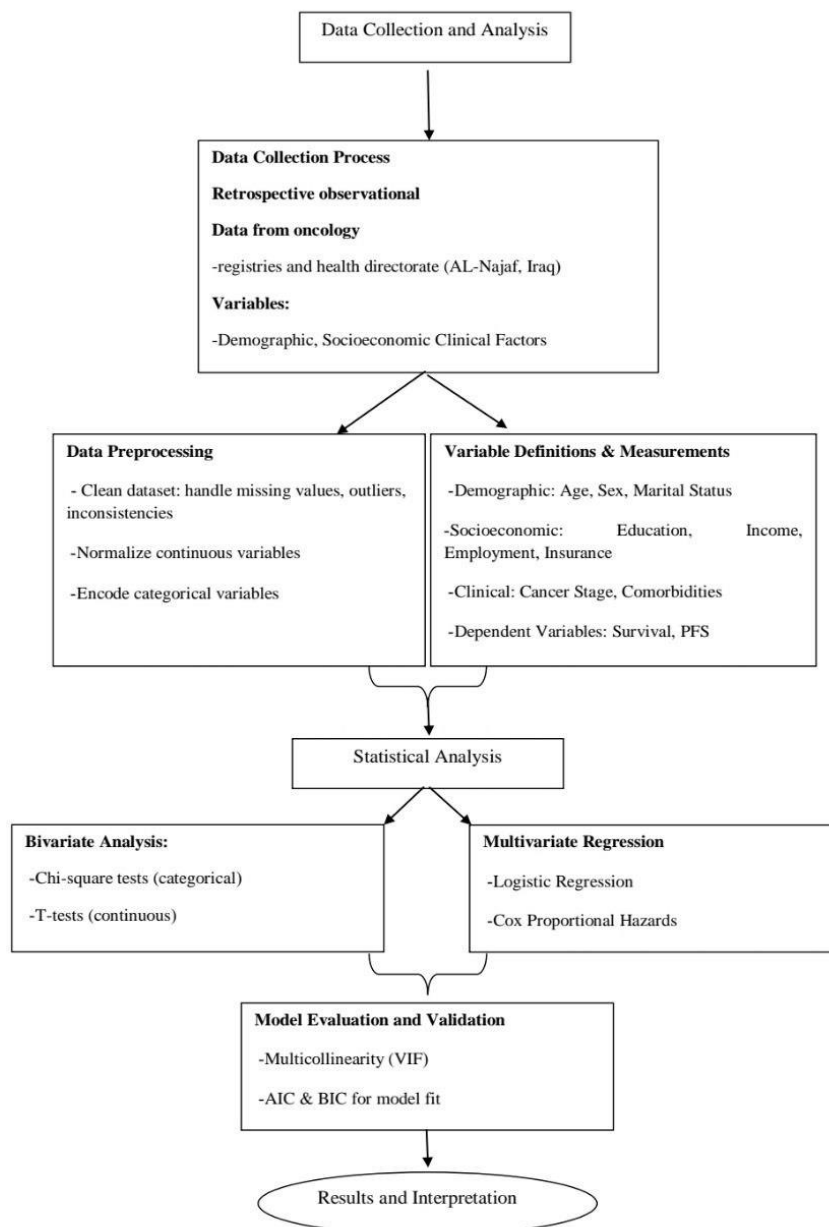 Data Collection and Analysis
Data Collection Process
Retrospective observational
Data from oncology
-registries and health directorate (AL-Najaf, Iraq)
Variables:
-Demographic, Socioeconomic Clinical Factors
Data Preprocessing
- Clean dataset: handle missing values, outliers,
inconsistencies
-Normalize continuous variables
-Encode categorical variables
Variable Definitions & Measurements
-Demographic: Age, Sex, Marital Status
-Socioeconomic: Education, Income,
Employment, Insurance
-Clinical: Cancer Stage, Comorbidities
-Dependent Variables: Survival, PFS
Statistical Analysis
Bivariate Analysis:
-Chi-square tests (categorical)
-T-tests (continuous)
Multivariate Regression
-Logistic Regression
-Cox Proportional Hazards
Model Evaluation and Validation
-Multicollinearity (VIF)
-AIC & BIC for model fit
Results and Interpretation